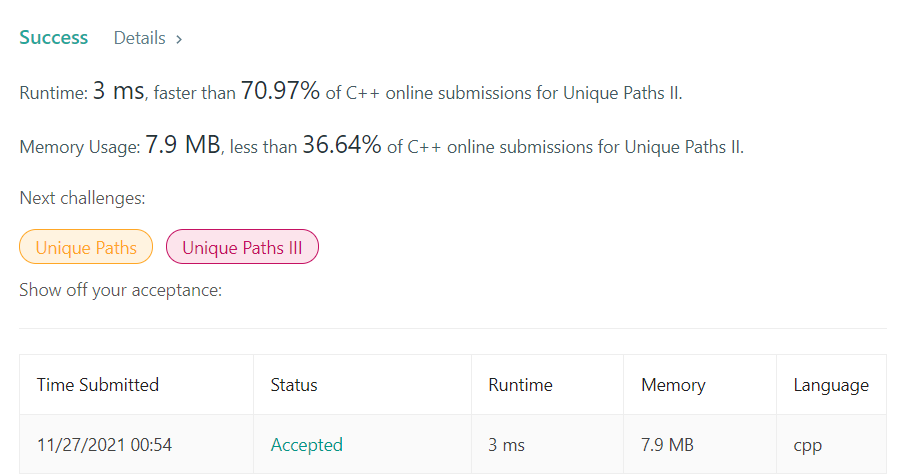 Success Details >
Runtime: 3 ms, faster than 70.97% of C++ online submissions for Unique Paths II.
Memory Usage: 7.9 MB, less than 36.64% of C++ online submissions for Unique Paths II.
Next challenges:
Unique Paths Unique Paths III
Show off your acceptance:
Time Submitted Status Runtime Memory Language
11/27/2021 00:54 Accepted 3 ms 7.9 MB cpp